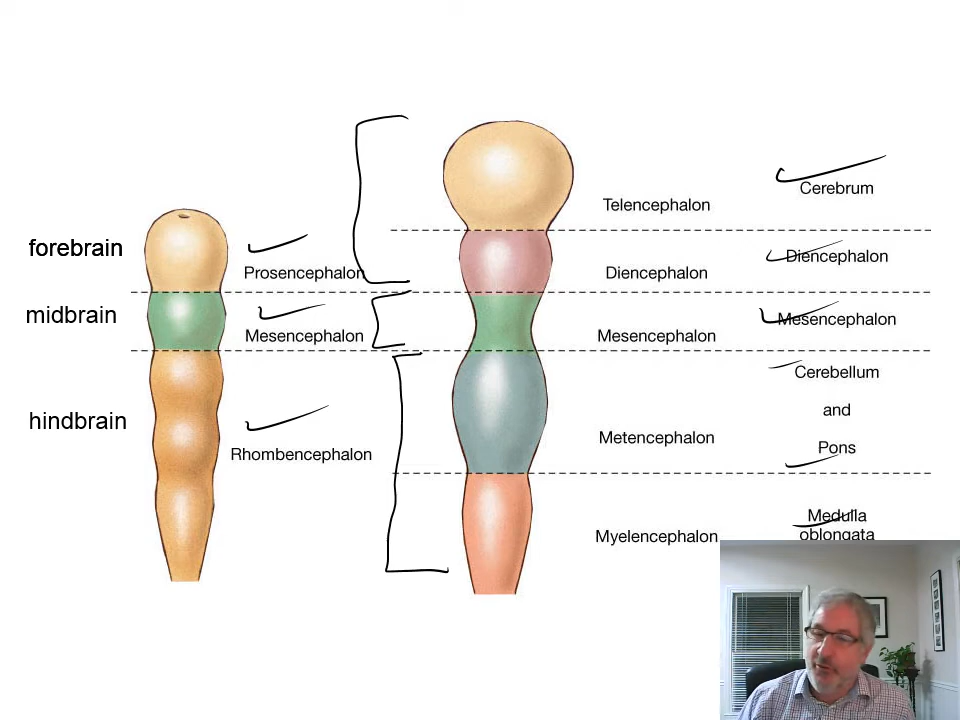 forebrain
Prosencephalon
midbrain
Mesencephalon
hindbrain
Rhombencephalon
Telencephalon
Cerebrum
Diencephalon
Diencephalon
Mesencephalon
Mesencephalon
Metencephalon
Cerebellum
and
Pons
Myelencephalon
Medulla
oblongata